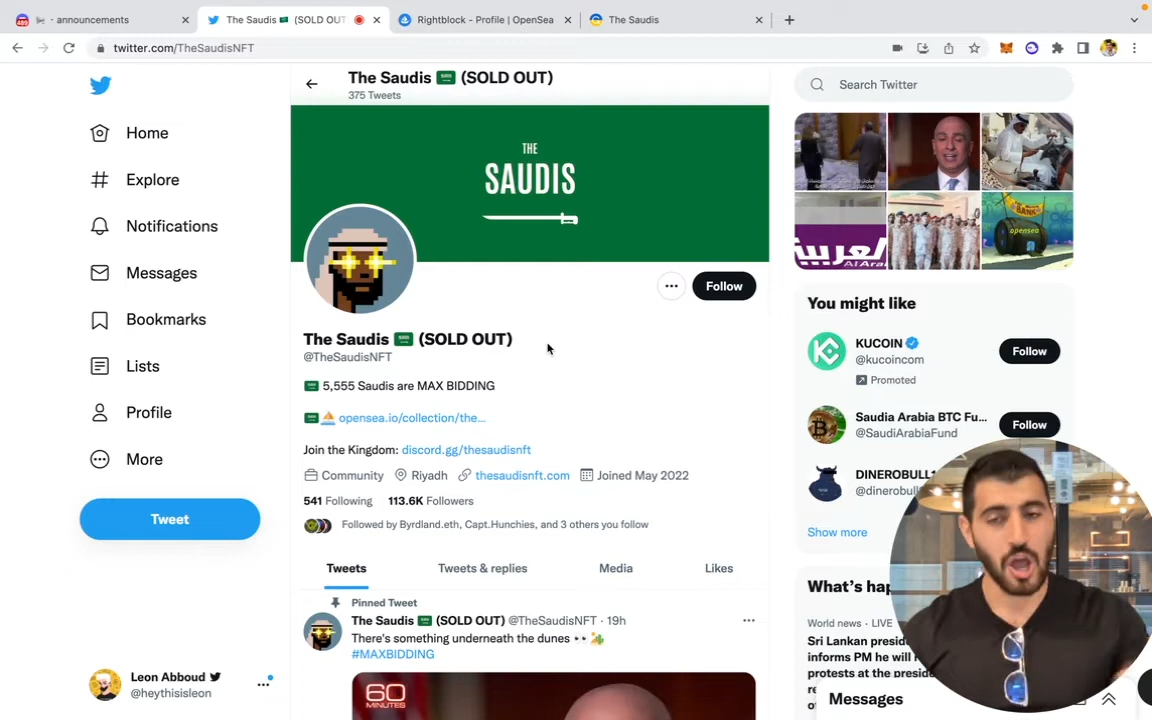 489
announcements
The Saudis 🇸🇦 (SOLD OUT)
Rightblock - Profile | OpenSea
The Saudis
twitter.com/TheSaudisNFT
Home
Explore
Notifications
Messages
Bookmarks
Lists
Profile
More
Tweet
Leon Abboud
@heythisisleon
The Saudis 🇸🇦 (SOLD OUT)
375 Tweets
THE
SAUDIS
Follow
The Saudis 🇸🇦 (SOLD OUT)
@TheSaudisNFT
🇸🇦 5,555 Saudis are MAX BIDDING
🇸🇦⛵ opensea.io/collection/the...
Join the Kingdom: discord.gg/thesaudisnft
Community Riyadh thesaudisnft.com Joined May 2022
541 Following 113.6K Followers
Followed by Byrdland.eth, Capt.Hunchies, and 3 others you follow
Tweets Tweets & replies Media Likes
Pinned Tweet
The Saudis 🇸🇦 (SOLD OUT) @TheSaudisNFT · 19h
There's something underneath the dunes 👀 🏜️
#MAXBIDDING
60
MINUTES
Search Twitter
BANK
opensea
You might like
KUCOIN
@kucoincom
Promoted
Follow
Saudia Arabia BTC Fu...
@SaudiArabiaFund
Follow
DINEROBULL
@dinerobull
Show more
What's hap
World news · LIVE
Sri Lankan presid
informs PM he will
protests at the preside
Messages